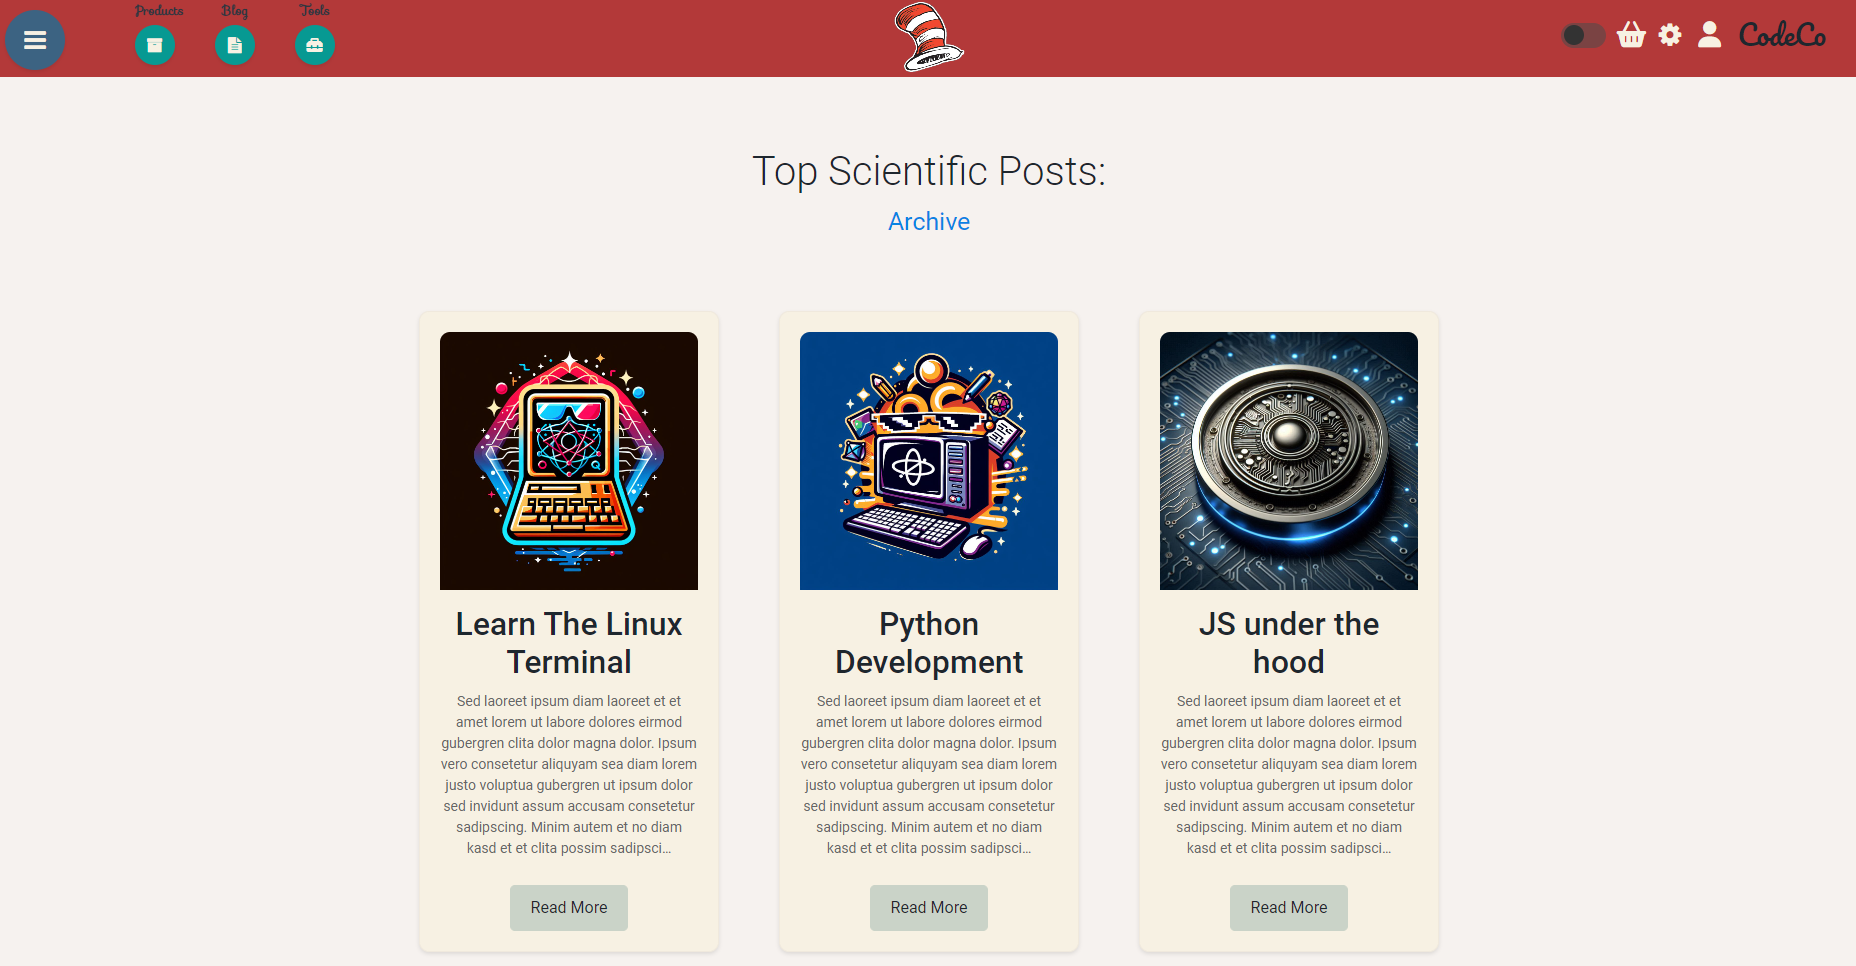 Products Blog Tools
CodeCo
Top Scientific Posts:
Archive
Learn The Linux
Terminal
Sed laoreet ipsum diam laoreet et et
amet lorem ut labore dolores eirmod
gubergren clita dolor magna dolor. Ipsum
vero consetetur aliquyam sea diam lorem
justo voluptua gubergren ut ipsum dolor
sed invidunt assum accusam consetetur
sadipscing. Minim autem et no diam
kasd et et clita possim sadipsci...
Read More
Python
Development
Sed laoreet ipsum diam laoreet et et
amet lorem ut labore dolores eirmod
gubergren clita dolor magna dolor. Ipsum
vero consetetur aliquyam sea diam lorem
justo voluptua gubergren ut ipsum dolor
sed invidunt assum accusam consetetur
sadipscing. Minim autem et no diam
kasd et et clita possim sadipsci...
Read More
JS under the
hood
Sed laoreet ipsum diam laoreet et et
amet lorem ut labore dolores eirmod
gubergren clita dolor magna dolor. Ipsum
vero consetetur aliquyam sea diam lorem
justo voluptua gubergren ut ipsum dolor
sed invidunt assum accusam consetetur
sadipscing. Minim autem et no diam
kasd et et clita possim sadipsci...
Read More